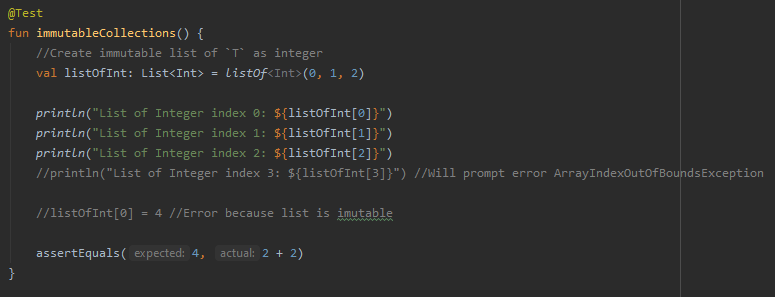 @Test
fun immutableCollections() {
//Create immutable list of `T` as integer
val listOfInt: List<Int> = listOf<Int>(0, 1, 2)
println("List of Integer index 0: ${listOfInt[0]}")
println("List of Integer index 1: ${listOfInt[1]}")
println("List of Integer index 2: ${listOfInt[2]}")
//println("List of Integer index 3: ${listOfInt[3]}") //Will prompt error ArrayIndexOutOfBoundsException
//listOfInt[0] = 4 //Error because list is imutable
assertEquals( expected: 4, actual: 2 + 2)
}